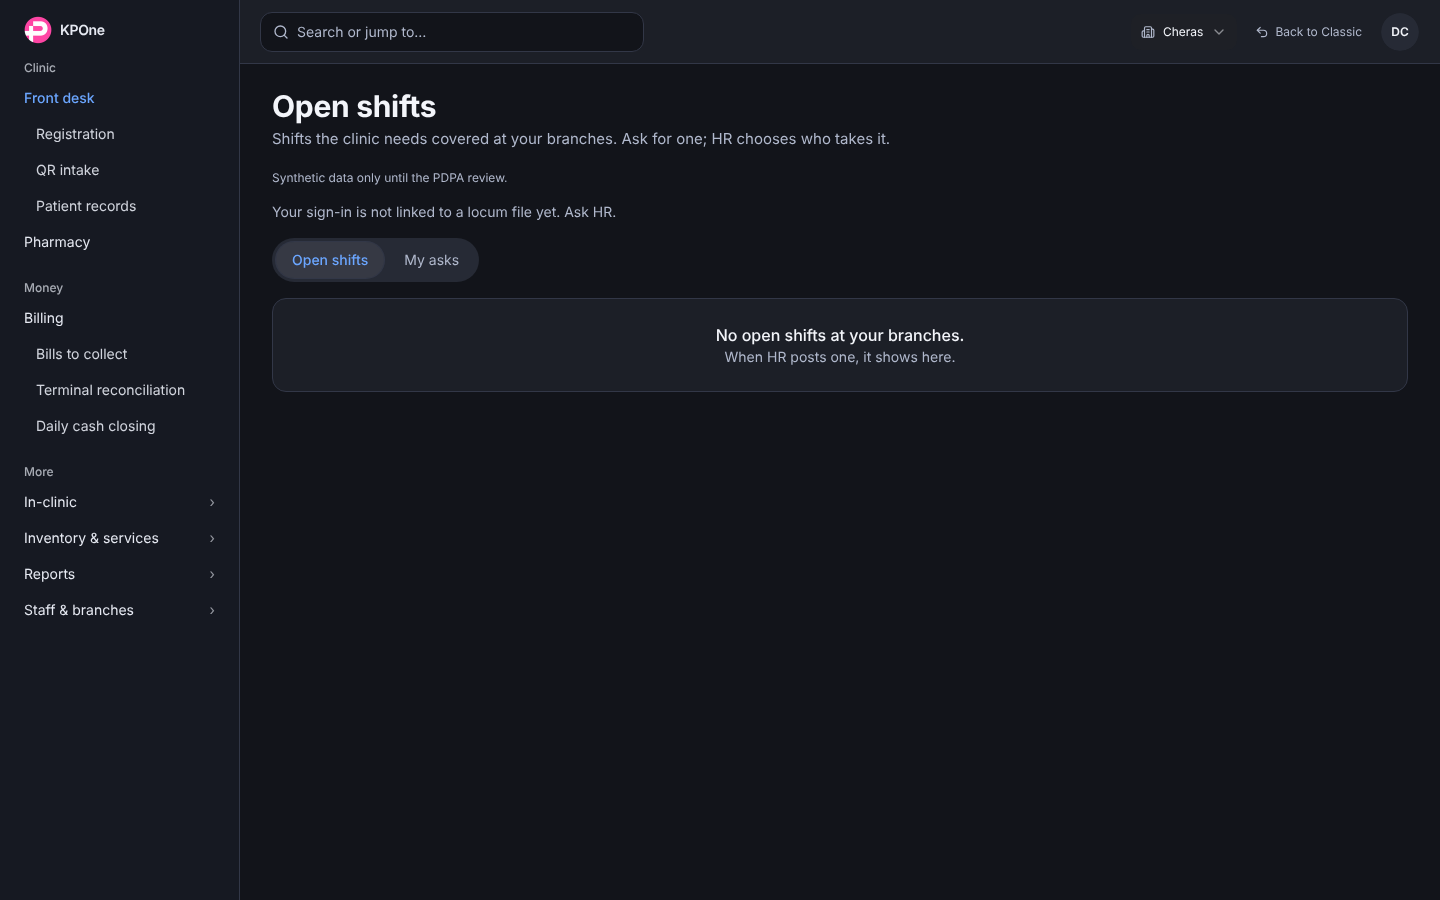 KPOne
Clinic
Front desk
Registration
QR intake
Patient records
Pharmacy
Money
Billing
Bills to collect
Terminal reconciliation
Daily cash closing
More
In-clinic
Inventory & services
Reports
Staff & branches
Search or jump to...
Cheras
Back to Classic
DC
Open shifts
Shifts the clinic needs covered at your branches. Ask for one; HR chooses who takes it.
Synthetic data only until the PDPA review.
Your sign-in is not linked to a locum file yet. Ask HR.
Open shifts
My asks
No open shifts at your branches.
When HR posts one, it shows here.